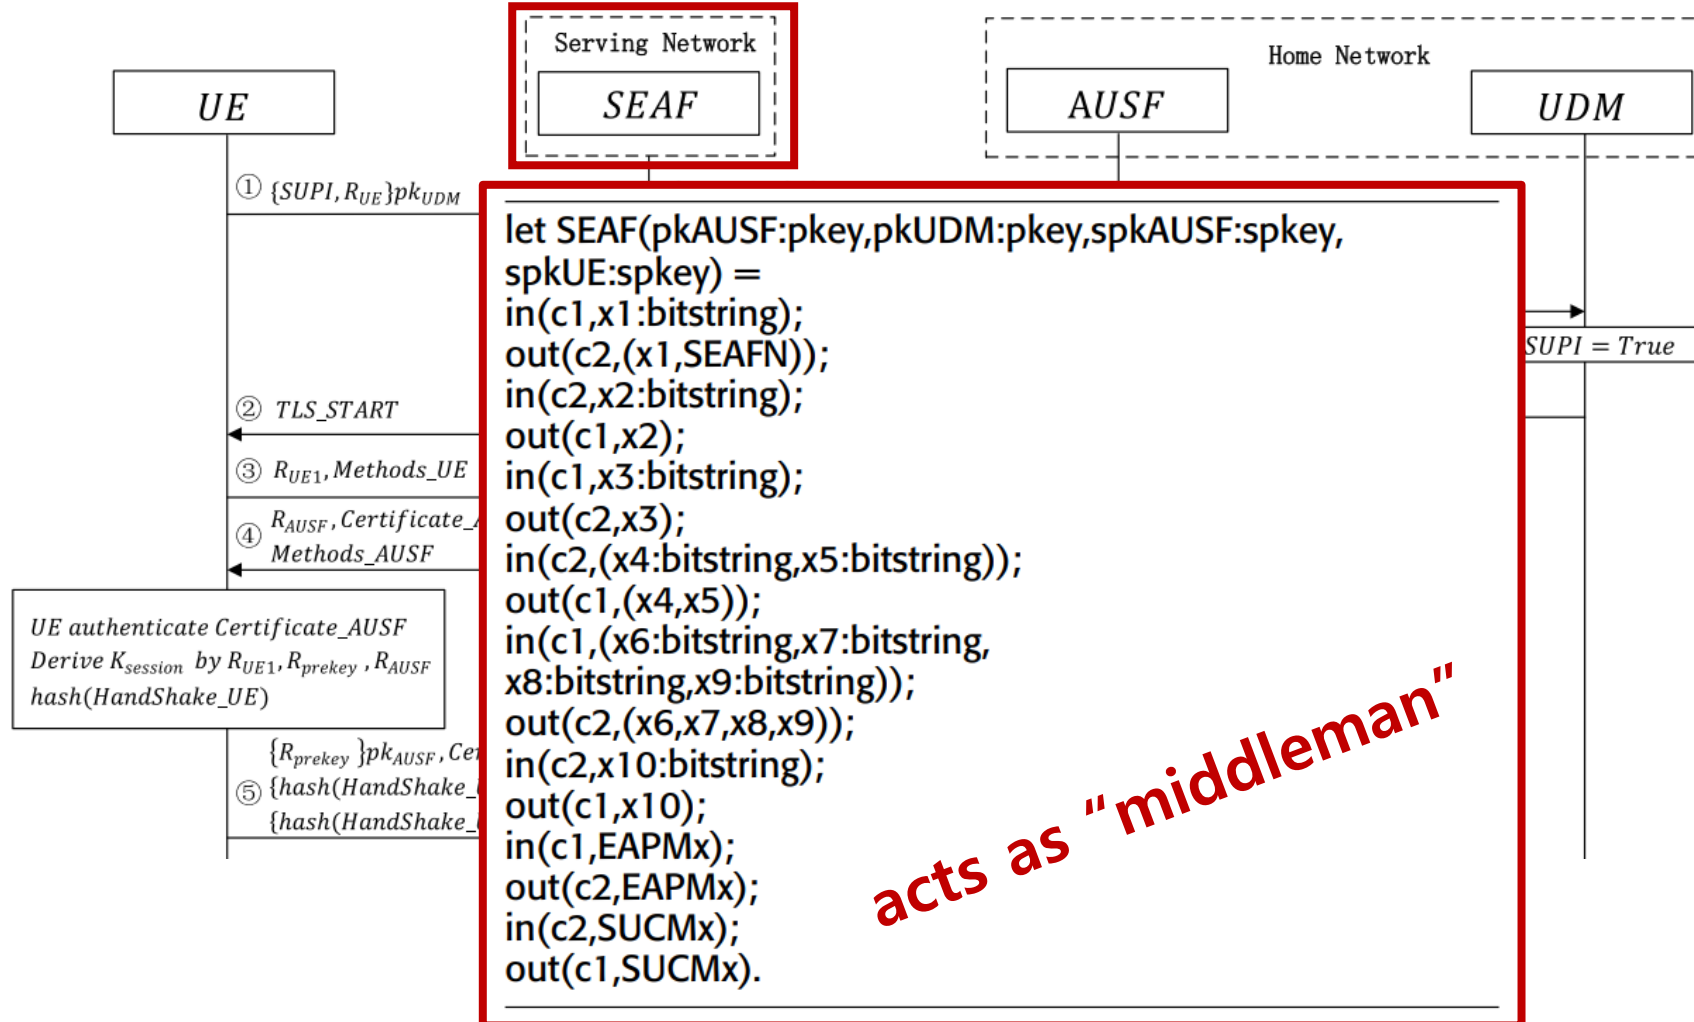 Serving Network
Home Network
UE
SEAF
AUSF
UDM
① {SUPI, R_UE}pk_UDM
SUPI = True
② TLS_START
③ R_UE1, Methods_UE
④ R_AUSF, Certificate_
Methods_AUSF
UE authenticate Certificate_AUSF
Derive K_session by R_UE1, R_prekey , R_AUSF
hash(HandShake_UE)
{R_prekey }pk_AUSF, Cer
⑤ {hash(HandShake_
{hash(HandShake_
let SEAF(pkAUSF:pkey,pkUDM:pkey,spkAUSF:spkey,
spkUE:spkey) =
in(c1,x1:bitstring);
out(c2,(x1,SEAFN));
in(c2,x2:bitstring);
out(c1,x2);
in(c1,x3:bitstring);
out(c2,x3);
in(c2,(x4:bitstring,x5:bitstring));
out(c1,(x4,x5));
in(c1,(x6:bitstring,x7:bitstring,
x8:bitstring,x9:bitstring));
out(c2,(x6,x7,x8,x9));
in(c2,x10:bitstring);
out(c1,x10);
in(c1,EAPMx);
out(c2,EAPMx);
in(c2,SUCMx);
out(c1,SUCMx).
acts as “middleman”